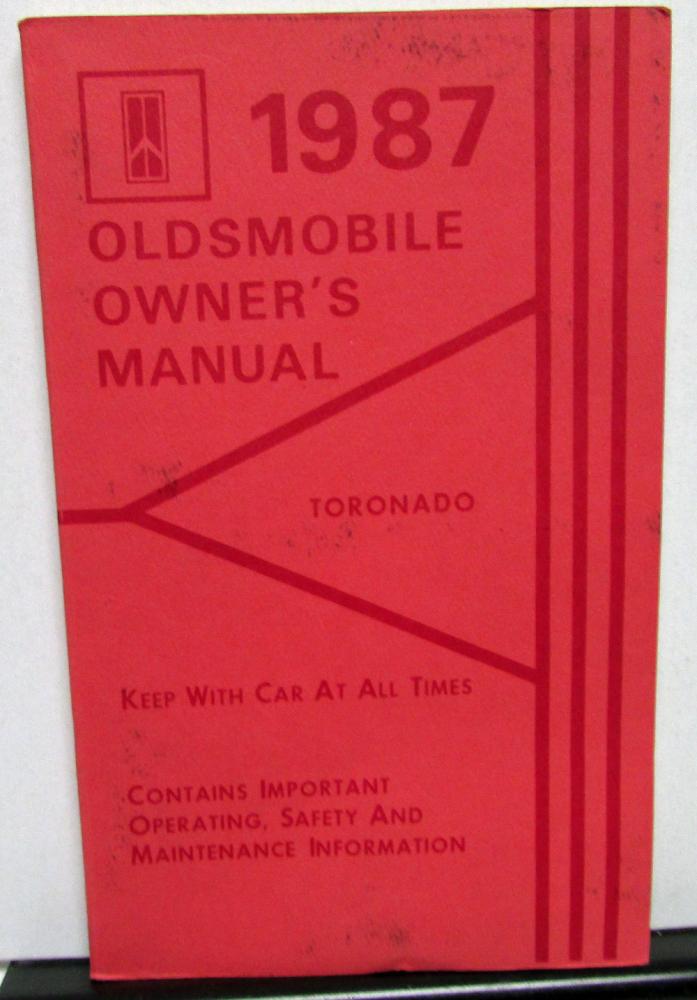 1987
OLDSMOBILE
OWNER'S
MANUAL
TORONADO
KEEP WITH CAR AT ALL TIMES
CONTAINS IMPORTANT
OPERATING, SAFETY AND
MAINTENANCE INFORMATION